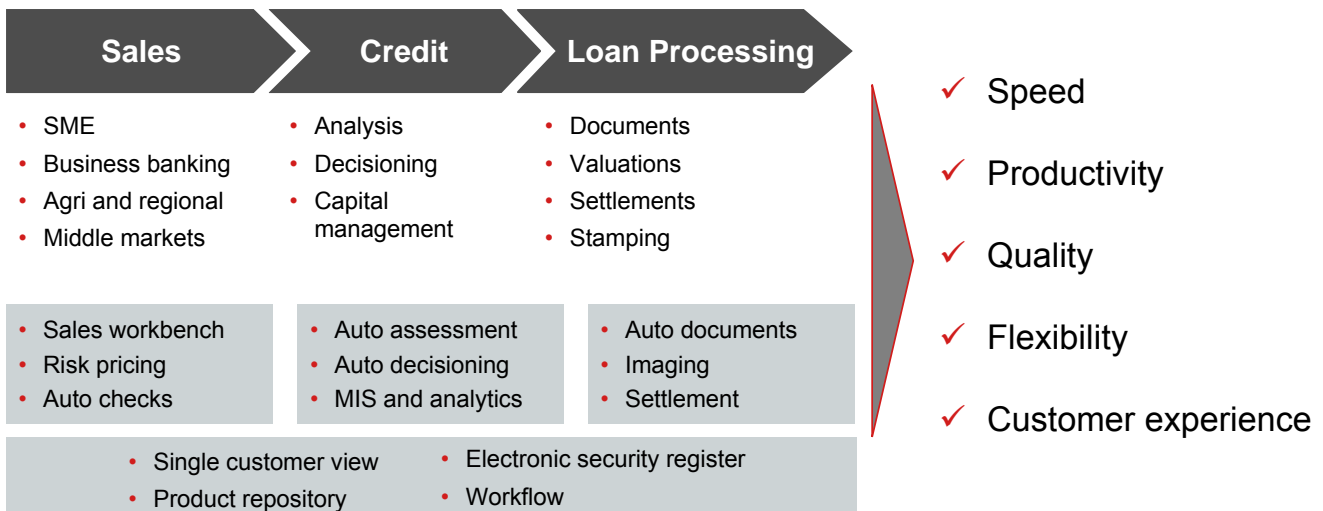 Sales
Credit
Loan Processing
• SME
• Business banking
• Agri and regional
• Middle markets
• Analysis
• Decisioning
• Capital
management
• Documents
• Valuations
• Settlements
• Stamping
• Sales workbench
• Risk pricing
• Auto checks
• Auto assessment
• Auto decisioning
• MIS and analytics
• Auto documents
• Imaging
• Settlement
• Single customer view
• Product repository
• Electronic security register
• Workflow
✓ Speed
✓ Productivity
✓ Quality
✓ Flexibility
✓ Customer experience